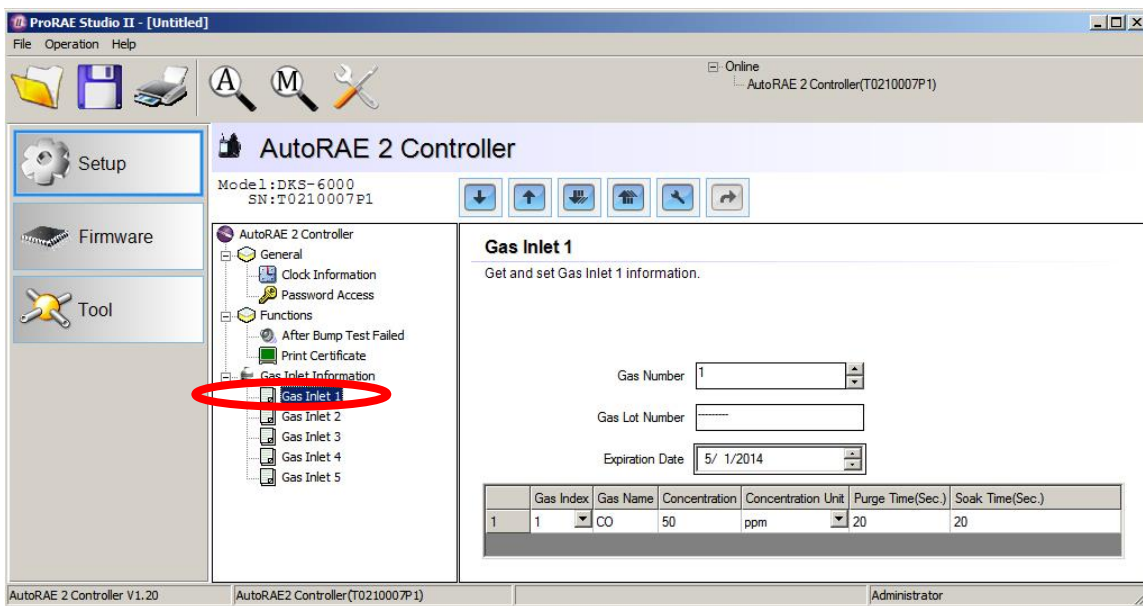 ProRAE Studio II - [Untitled]
File Operation Help
A
M
Online
AutoRAE 2 Controller(T0210007P1)
Setup
Firmware
Tool
AutoRAE 2 Controller
Model:DKS-6000
SN:T0210007P1
AutoRAE 2 Controller
General
Clock Information
Password Access
Functions
After Bump Test Failed
Print Certificate
Gas Inlet Information
Gas Inlet 1
Gas Inlet 2
Gas Inlet 3
Gas Inlet 4
Gas Inlet 5
Gas Inlet 1
Get and set Gas Inlet 1 information.
Gas Number 1
Gas Lot Number ---------
Expiration Date 5/ 1/2014
Gas Index Gas Name Concentration Concentration Unit Purge Time(Sec.) Soak Time(Sec.)
1 1 CO 50 ppm 20 20
AutoRAE 2 Controller V1.20 AutoRAE2 Controller(T0210007P1) Administrator